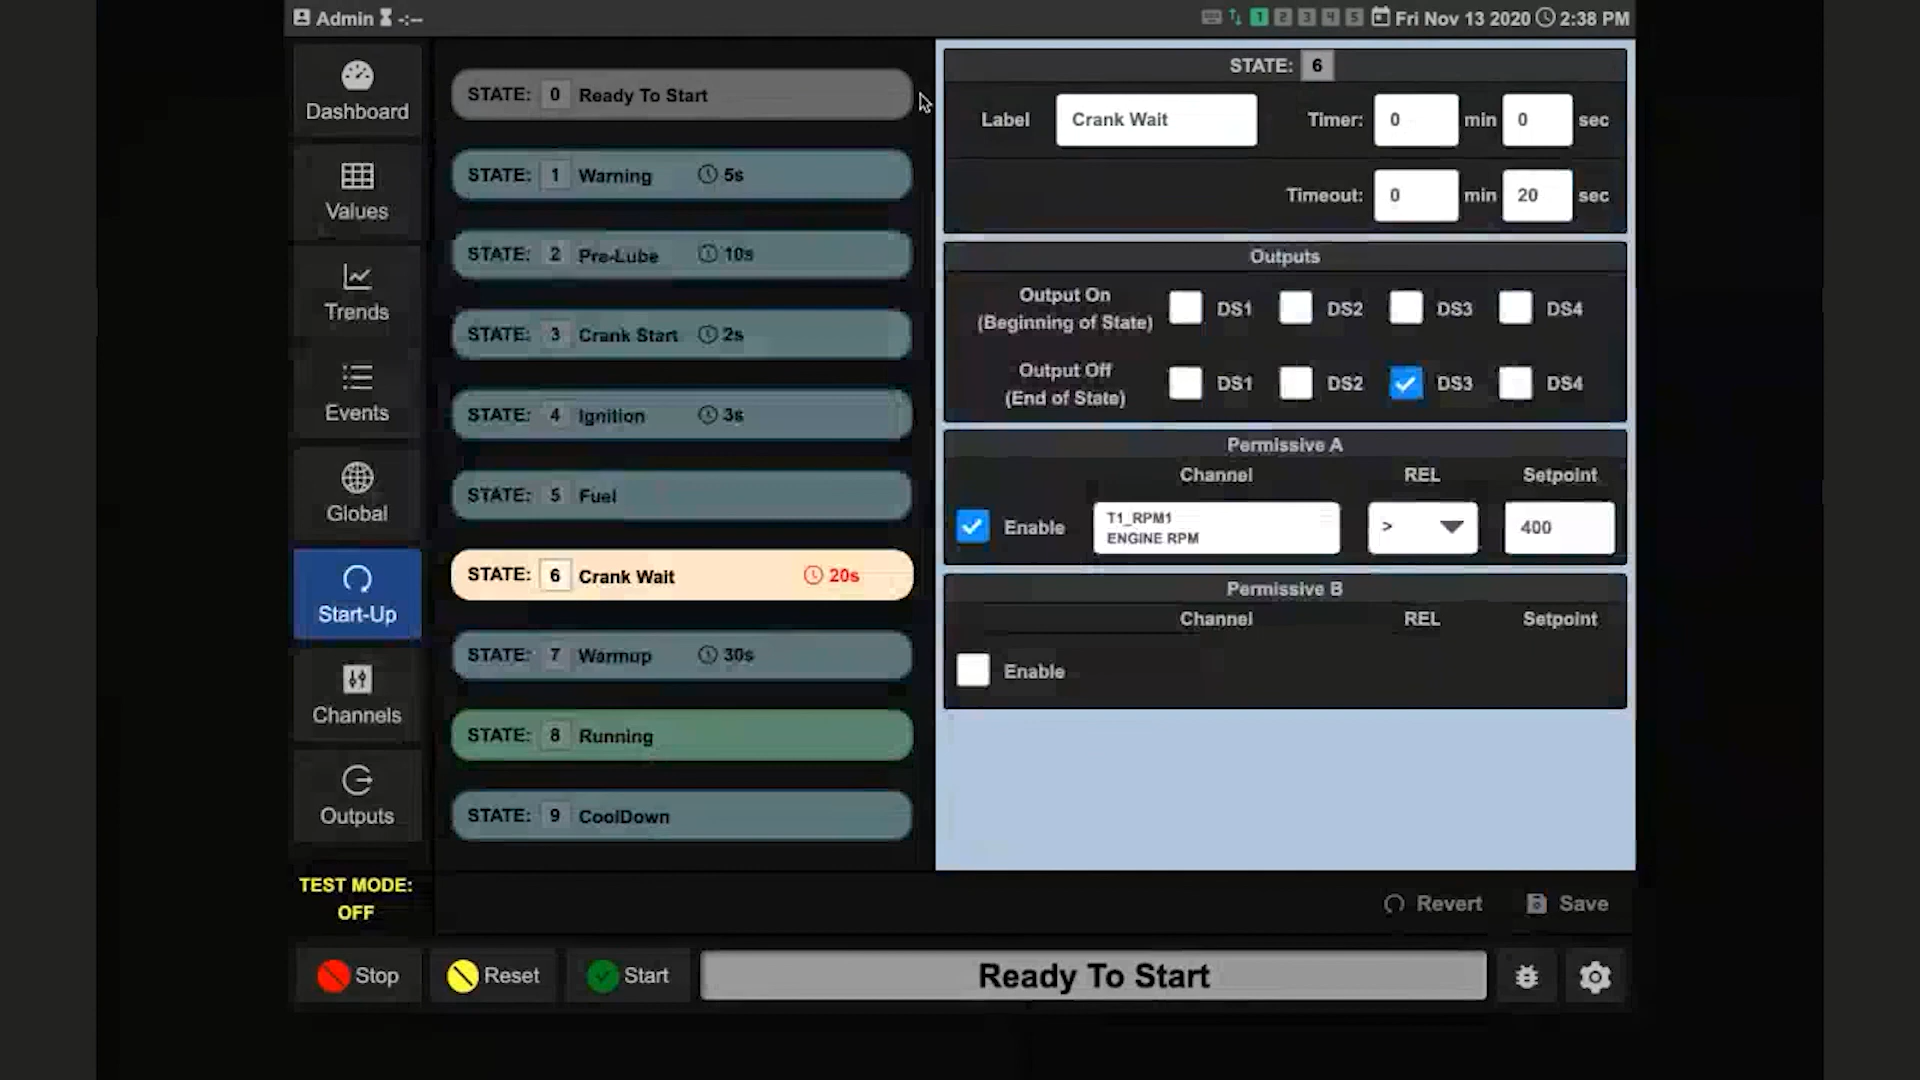 Admin -:--
1 2 3 4 5 Fri Nov 13 2020 2:38 PM
Dashboard
Values
Trends
Events
Global
Start-Up
Channels
Outputs
TEST MODE:
OFF
STATE: 0 Ready To Start
STATE: 1 Warning 5s
STATE: 2 Pre-Lube 10s
STATE: 3 Crank Start 2s
STATE: 4 Ignition 3s
STATE: 5 Fuel
STATE: 6 Crank Wait 20s
STATE: 7 Warmup 30s
STATE: 8 Running
STATE: 9 CoolDown
STATE: 6
Label Crank Wait Timer: 0 min 0 sec
Timeout: 0 min 20 sec
Outputs
Output On
(Beginning of State)
DS1 DS2 DS3 DS4
Output Off
(End of State)
DS1 DS2 DS3 DS4
Permissive A
Channel REL Setpoint
Enable T1_RPM1
ENGINE RPM
> 400
Permissive B
Channel REL Setpoint
Enable
Revert Save
Stop Reset Start Ready To Start